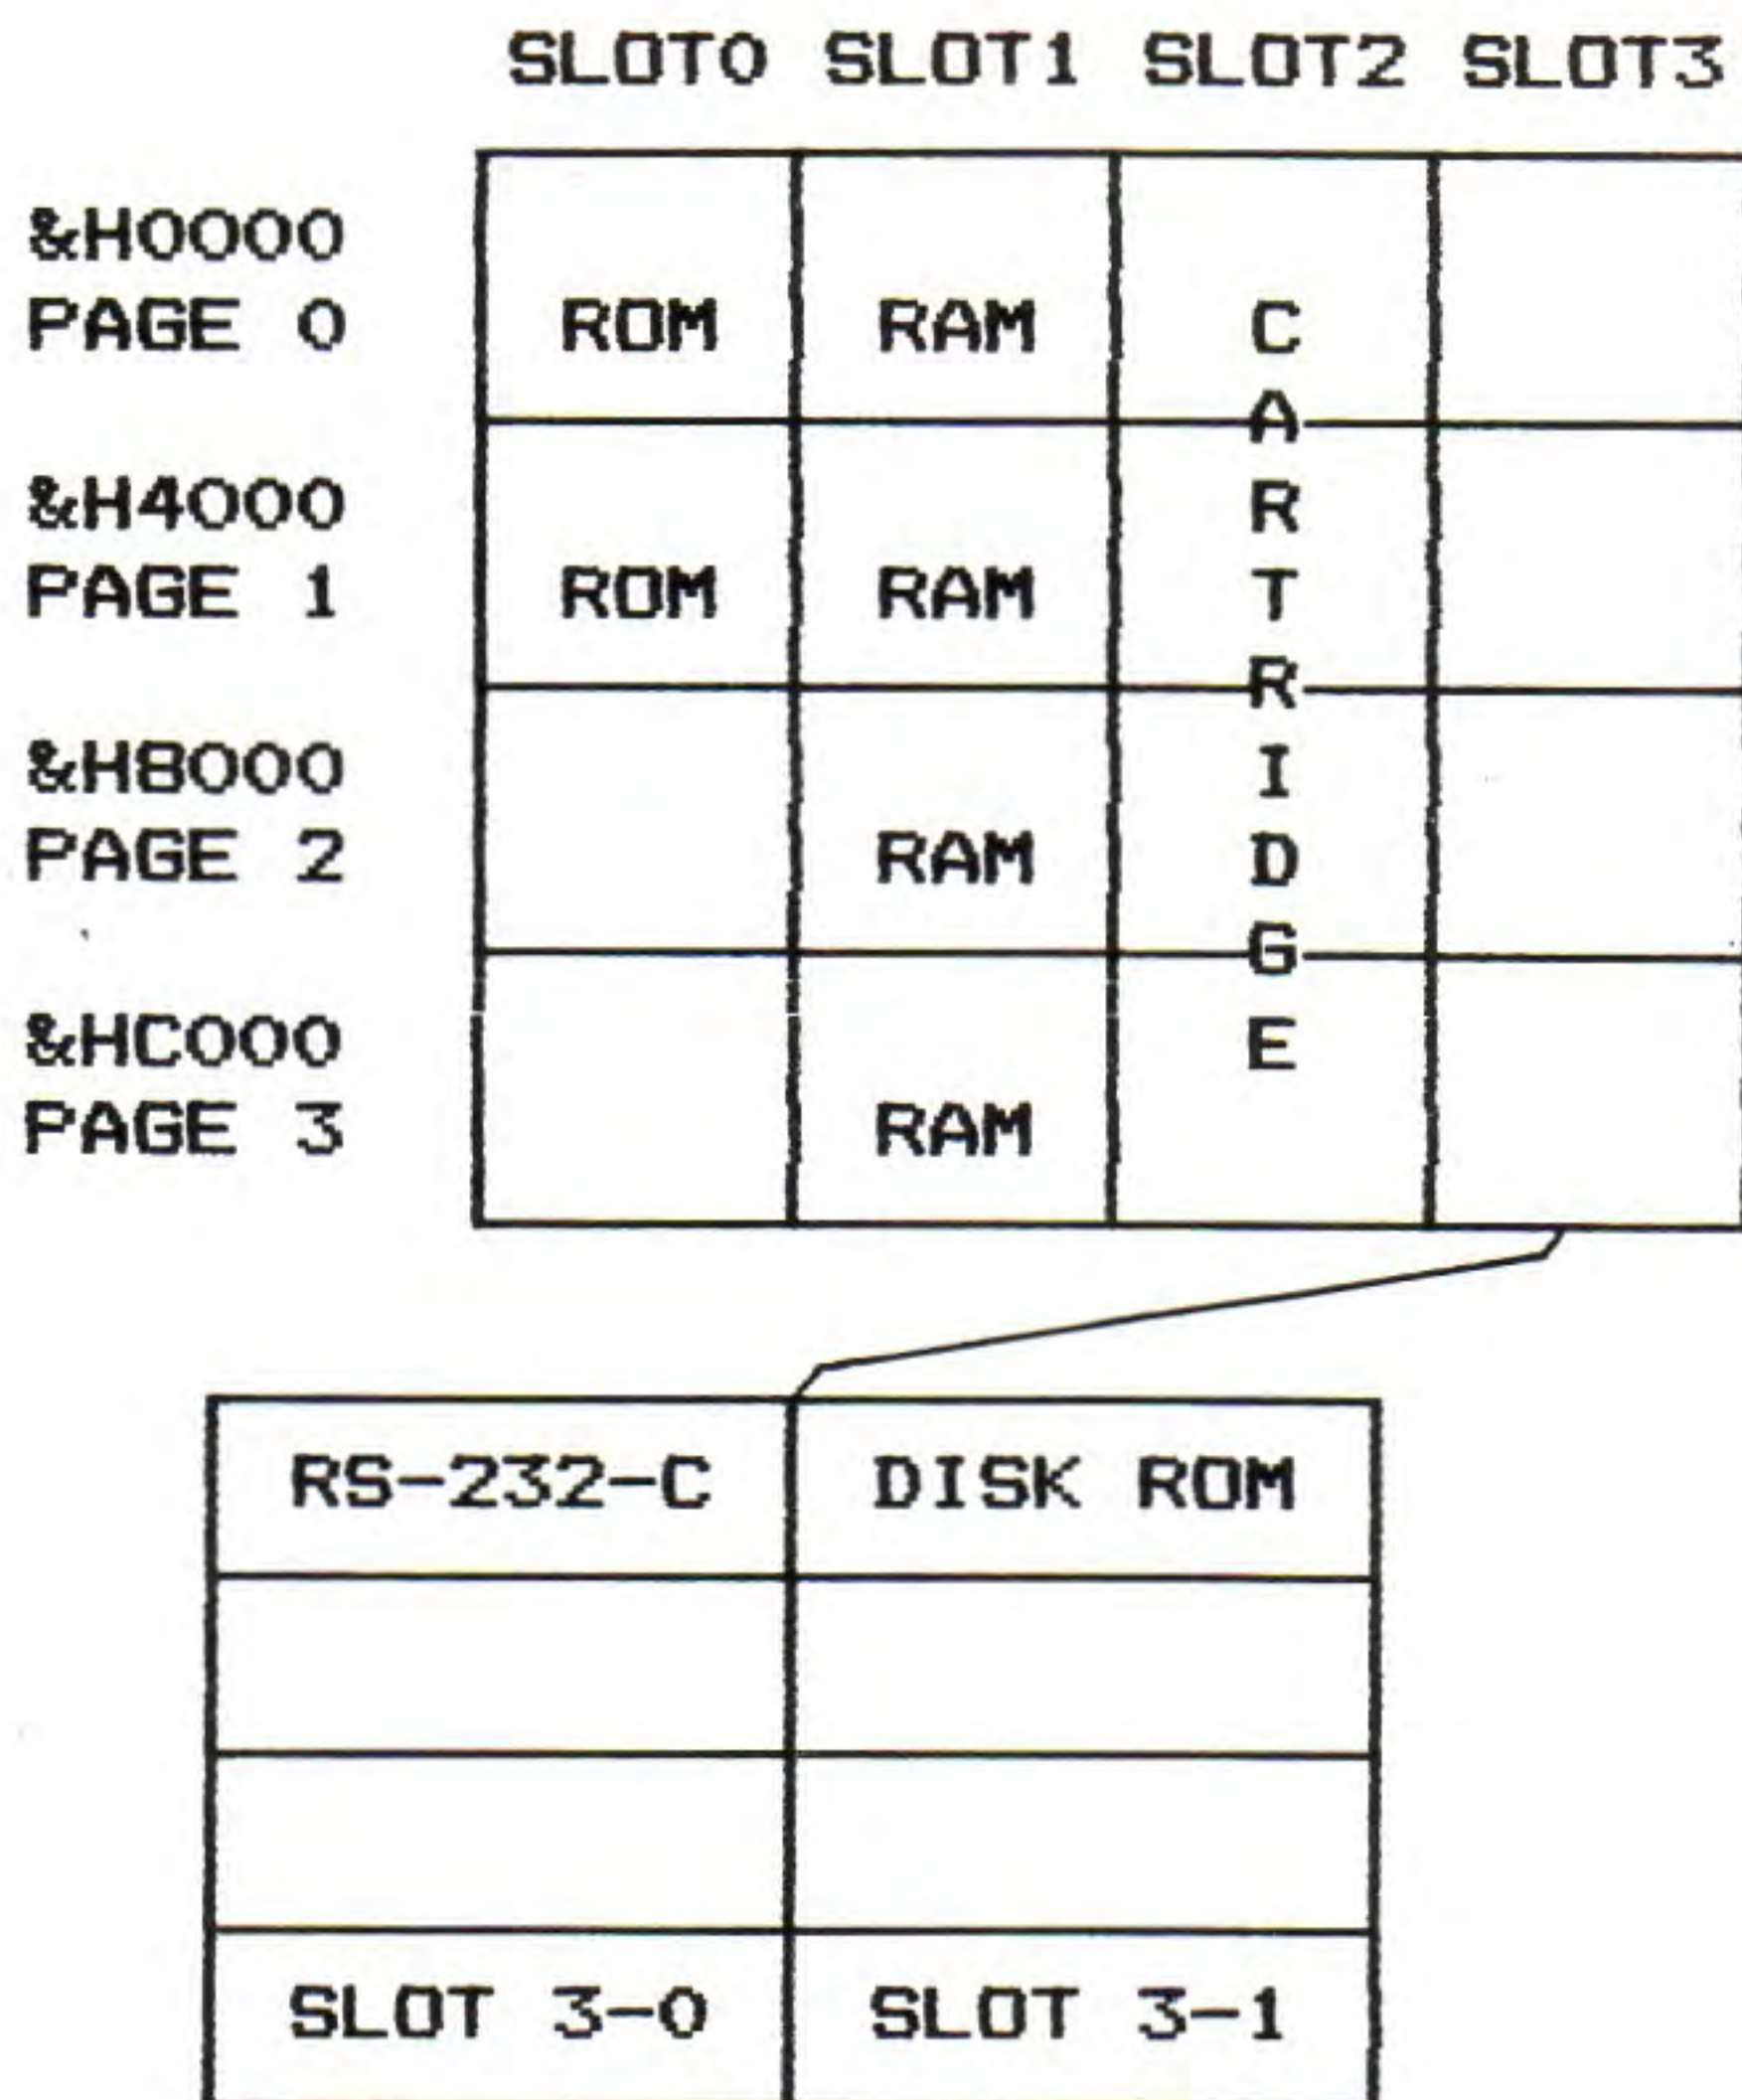 SLOT0 SLOT1 SLOT2 SLOT3
&H0000
PAGE 0 ROM RAM C
A
&H4000 R
PAGE 1 ROM RAM T
R
&H8000 I
PAGE 2 RAM D
G
&HC000 E
PAGE 3 RAM
RS-232-C DISK ROM
SLOT 3-0 SLOT 3-1